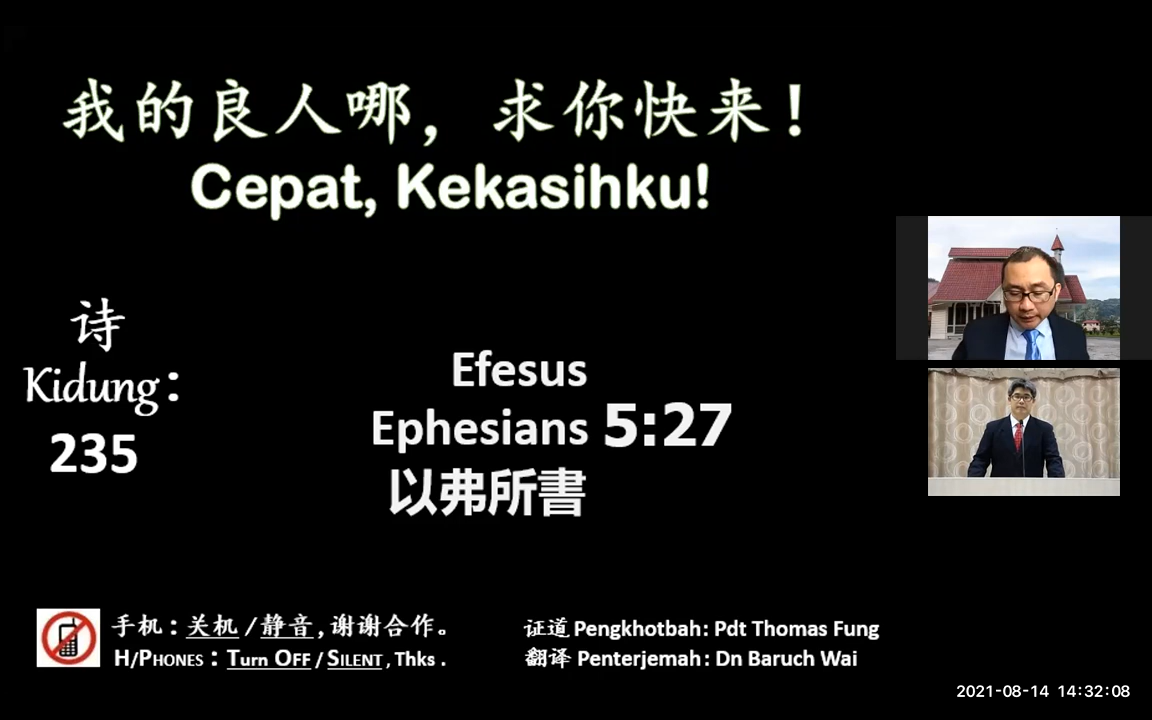 我的良人哪，求你快来！
Cepat, Kekasihku!
诗
Kidung：
235
Efesus
Ephesians 5:27
以弗所書
手机：关机 / 静音，谢谢合作。
H/PHONES：Turn OFF / SILENT , Thks .
证道 Pengkhotbah: Pdt Thomas Fung
翻译 Penterjemah: Dn Baruch Wai
2021-08-14 14:32:08